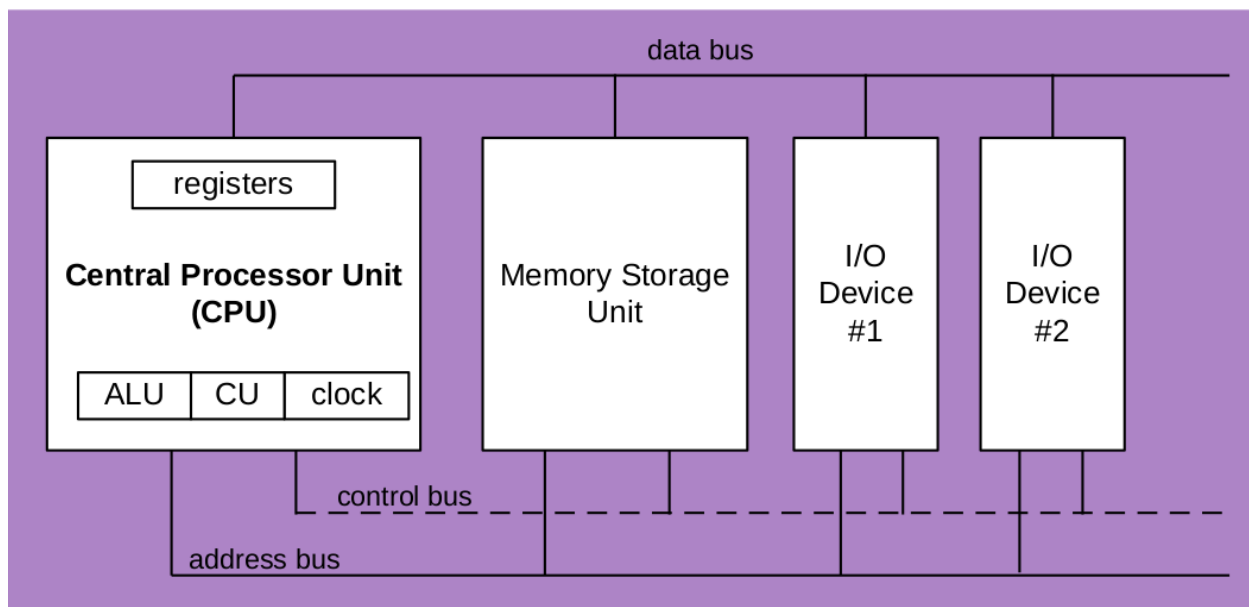 data bus
registers
Central Processor Unit
(CPU)
ALU CU clock
Memory Storage
Unit
I/O
Device
#1
I/O
Device
#2
control bus
address bus